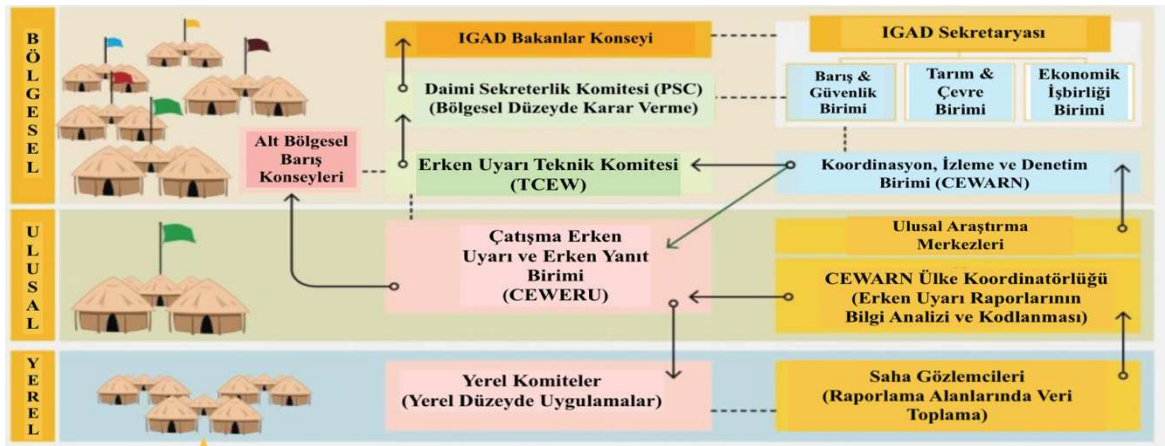 BÖLGESEL
IGAD Bakanlar Konseyi
IGAD Sekretaryası
Barış &
Güvenlik
Birimi
Tarım &
Çevre
Birimi
Ekonomik
İşbirliği
Birimi
Daimi Sekreterlik Komitesi (PSC)
(Bölgesel Düzeyde Karar Verme)
Alt Bölgesel
Barış
Konseyleri
Erken Uyarı Teknik Komitesi
(TCEW)
Koordinasyon, İzleme ve Denetim
Birimi (CEWARN)
ULUSAL
Çatışma Erken
Uyarı ve Erken Yanıt
Birimi
(CEWERU)
Ulusal Araştırma
Merkezleri
CEWARN Ülke Koordinatörlüğü
(Erken Uyarı Raporlarının
Bilgi Analizi ve Kodlanması)
YEREL
Yerel Komiteler
(Yerel Düzeyde Uygulamalar)
Saha Gözlemcileri
(Raporlama Alanlarında Veri
Toplama)